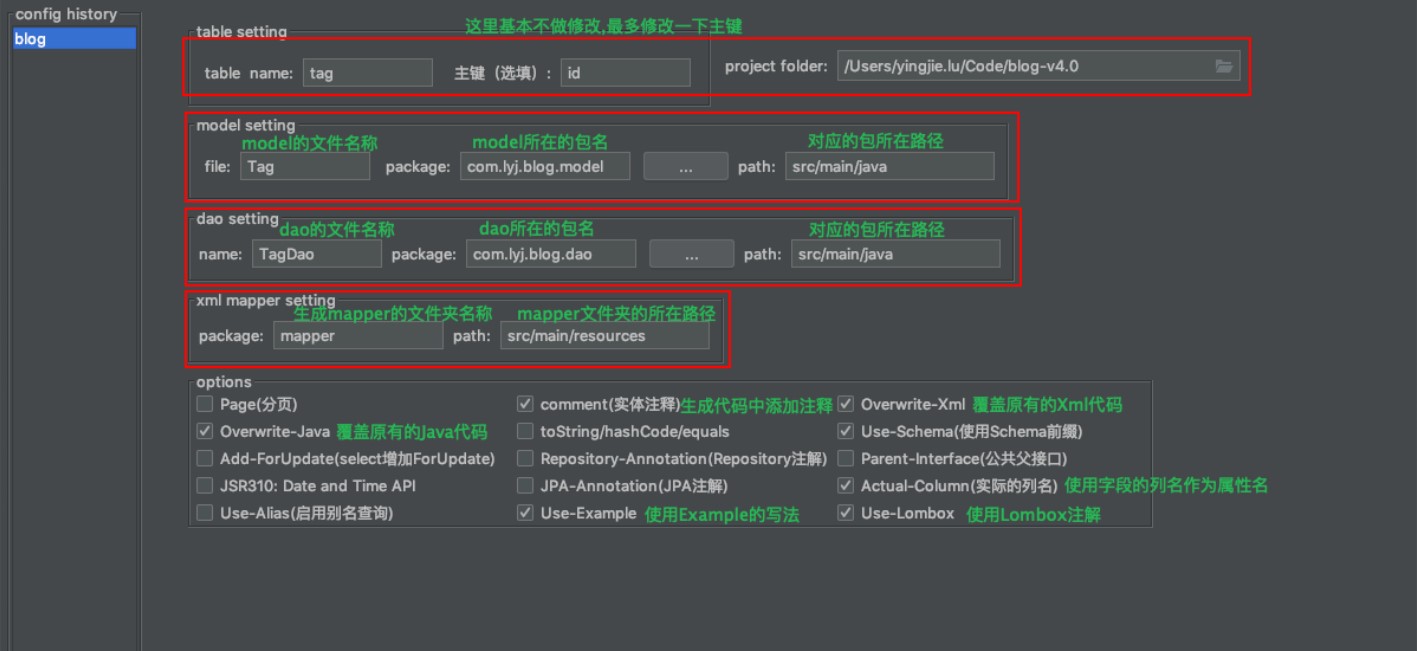 config history
blog
这里基本不做修改,最多修改一下主键
table setting
table name: tag 主键（选填）: id project folder: /Users/yingjie.lu/Code/blog-v4.0
model setting
model的文件名称 model所在的包名 对应的包所在路径
file: Tag package: com.lyj.blog.model ... path: src/main/java
dao setting
dao的文件名称 dao所在的包名 对应的包所在路径
name: TagDao package: com.lyj.blog.dao ... path: src/main/java
xml mapper setting
生成mapper的文件夹名称 mapper文件夹的所在路径
package: mapper path: src/main/resources
options
Page(分页) comment(实体注释) 生成代码中添加注释 Overwrite-Xml 覆盖原有的Xml代码
Overwrite-Java 覆盖原有的Java代码 toString/hashCode/equals Use-Schema(使用Schema前缀)
Add-ForUpdate(select增加ForUpdate) Repository-Annotation(Repository注解) Parent-Interface(公共父接口)
JSR310: Date and Time API JPA-Annotation(JPA注解) Actual-Column(实际的列名) 使用字段的列名作为属性名
Use-Alias(启用别名查询) Use-Example 使用Example的写法 Use-Lombox 使用Lombox注解